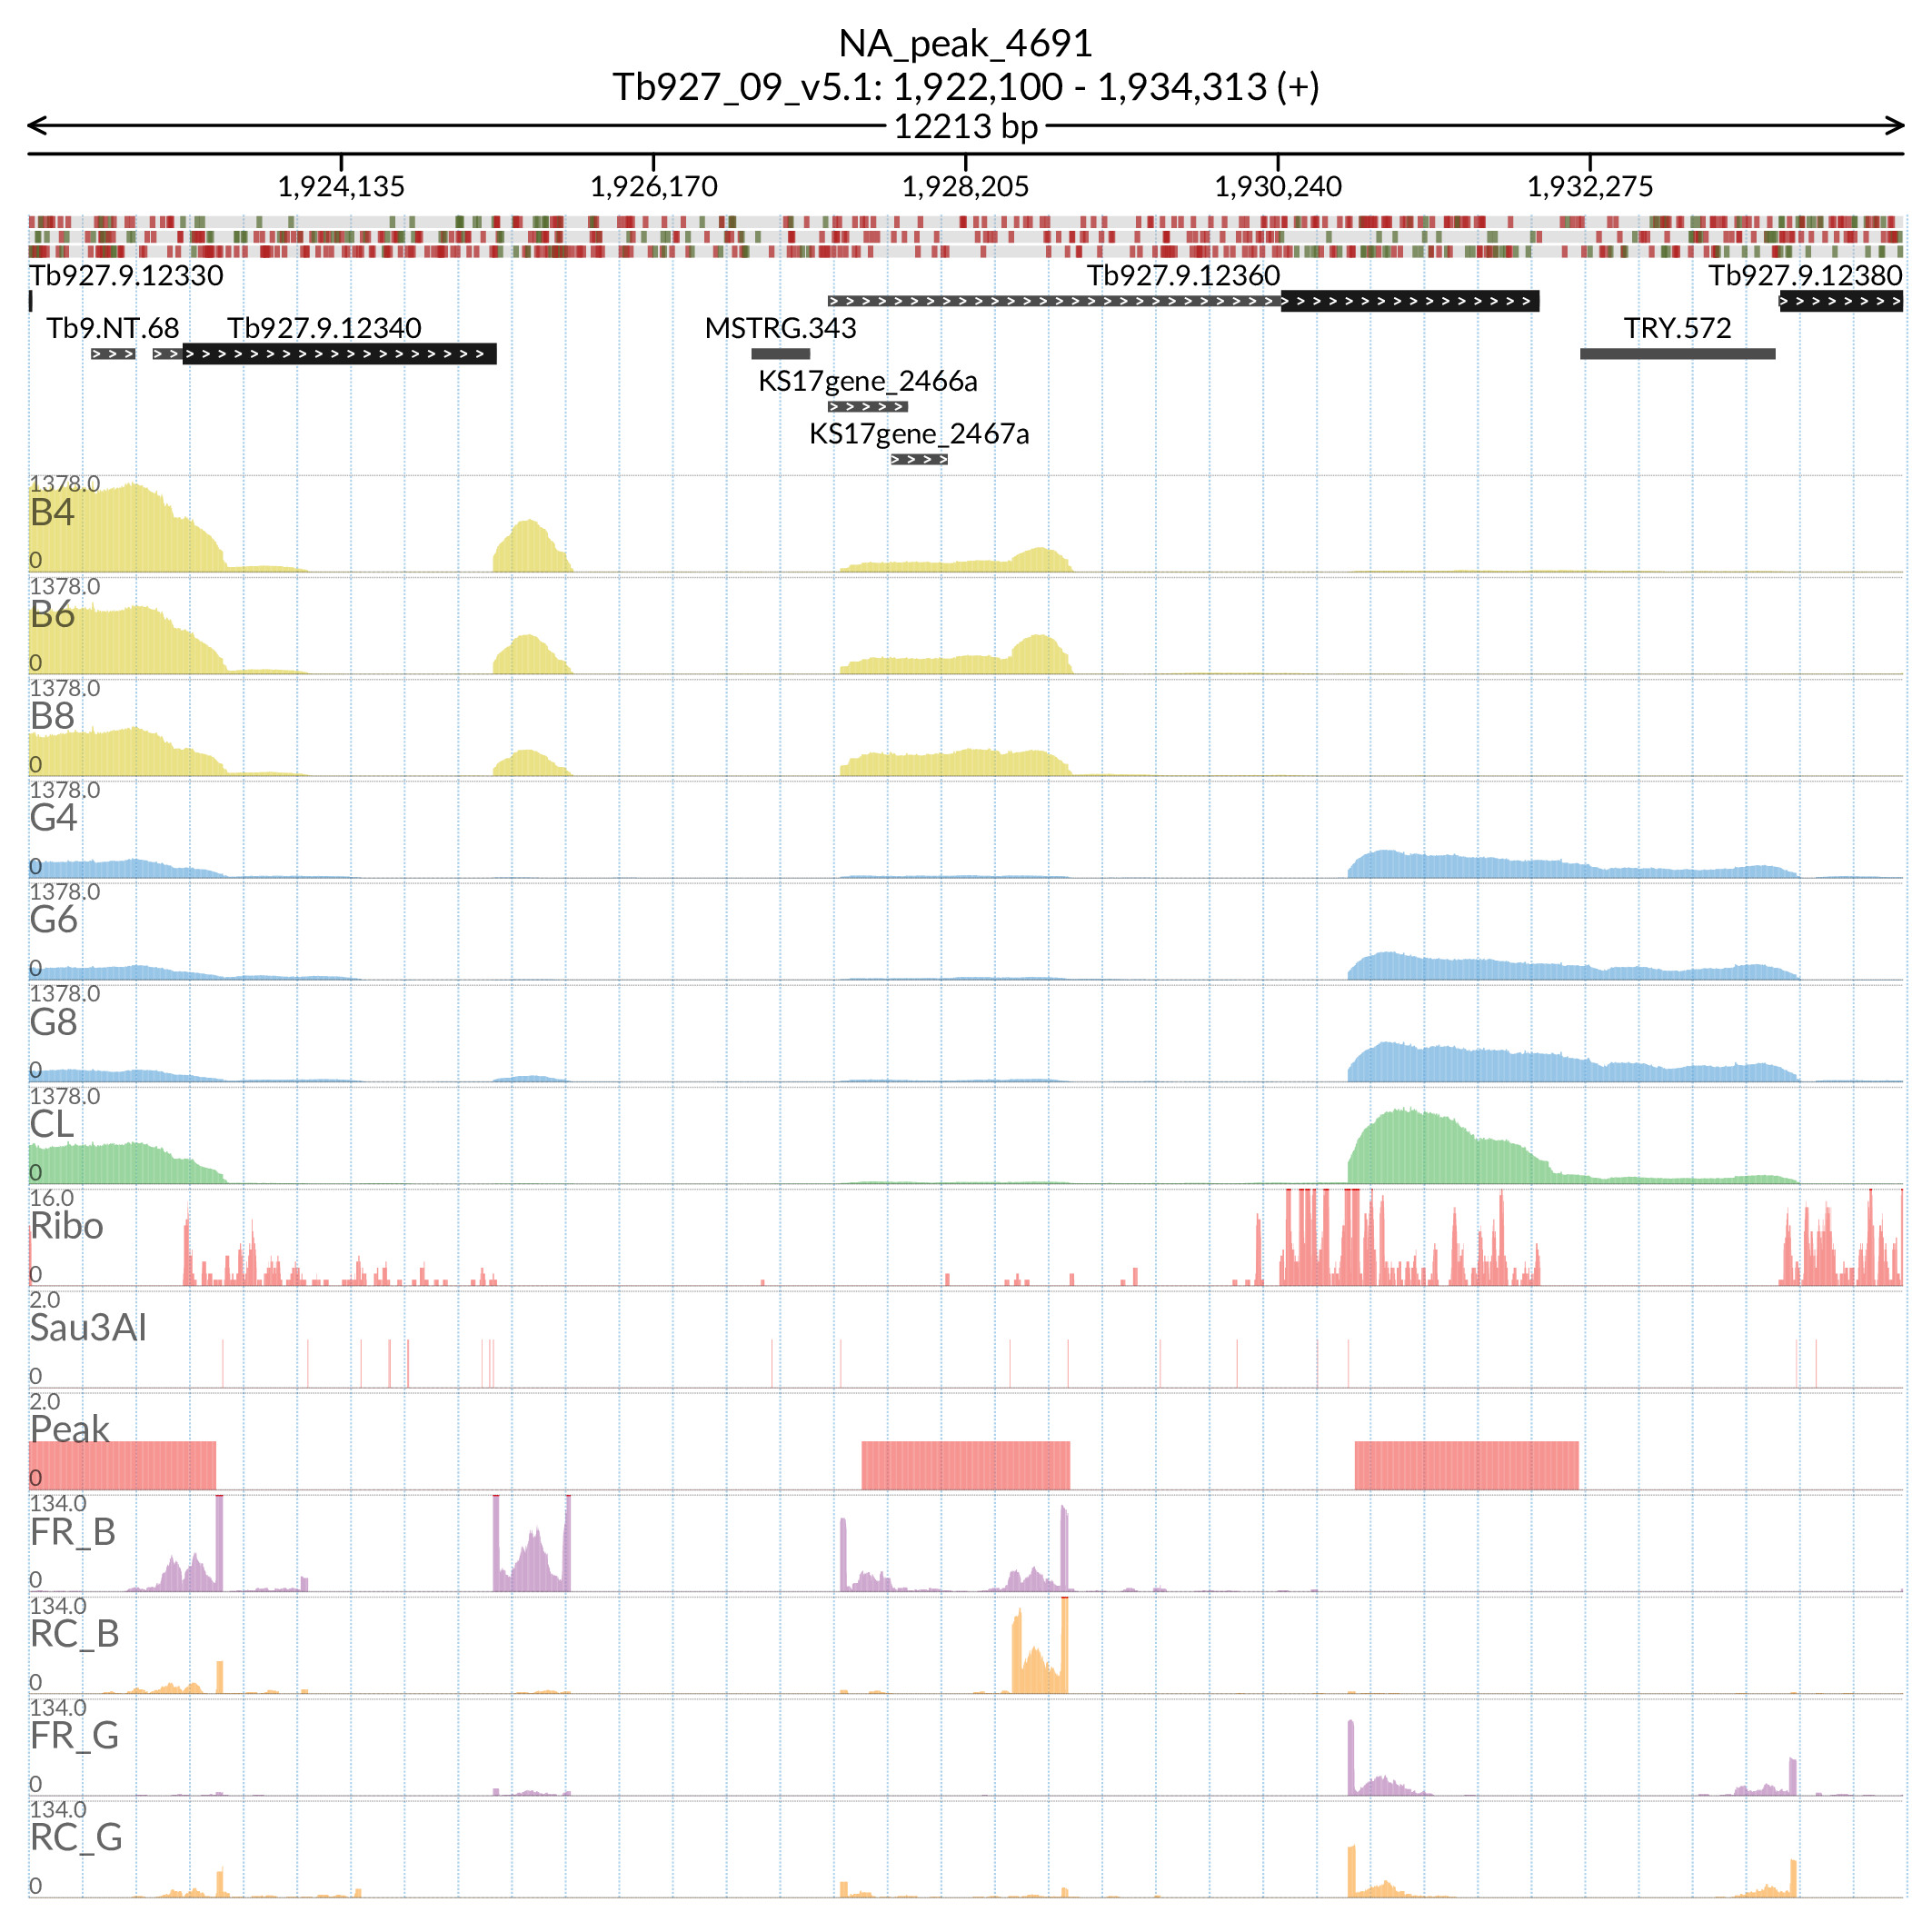 NA_peak_4691
Tb927_09_v5.1: 1,922,100 - 1,934,313 (+)
12213 bp
1,924,135 1,926,170 1,928,205 1,930,240 1,932,275
Tb927.9.12330 Tb927.9.12360 Tb927.9.12380
Tb9.NT.68 Tb927.9.12340 MSTRG.343 TRY.572
KS17gene_2466a
KS17gene_2467a
1378.0
B4
0
1378.0
B6
0
1378.0
B8
0
1378.0
G4
0
1378.0
G6
0
1378.0
G8
0
1378.0
CL
0
16.0
Ribo
0
2.0
Sau3AI
0
2.0
Peak
0
134.0
FR_B
0
134.0
RC_B
0
134.0
FR_G
0
134.0
RC_G
0